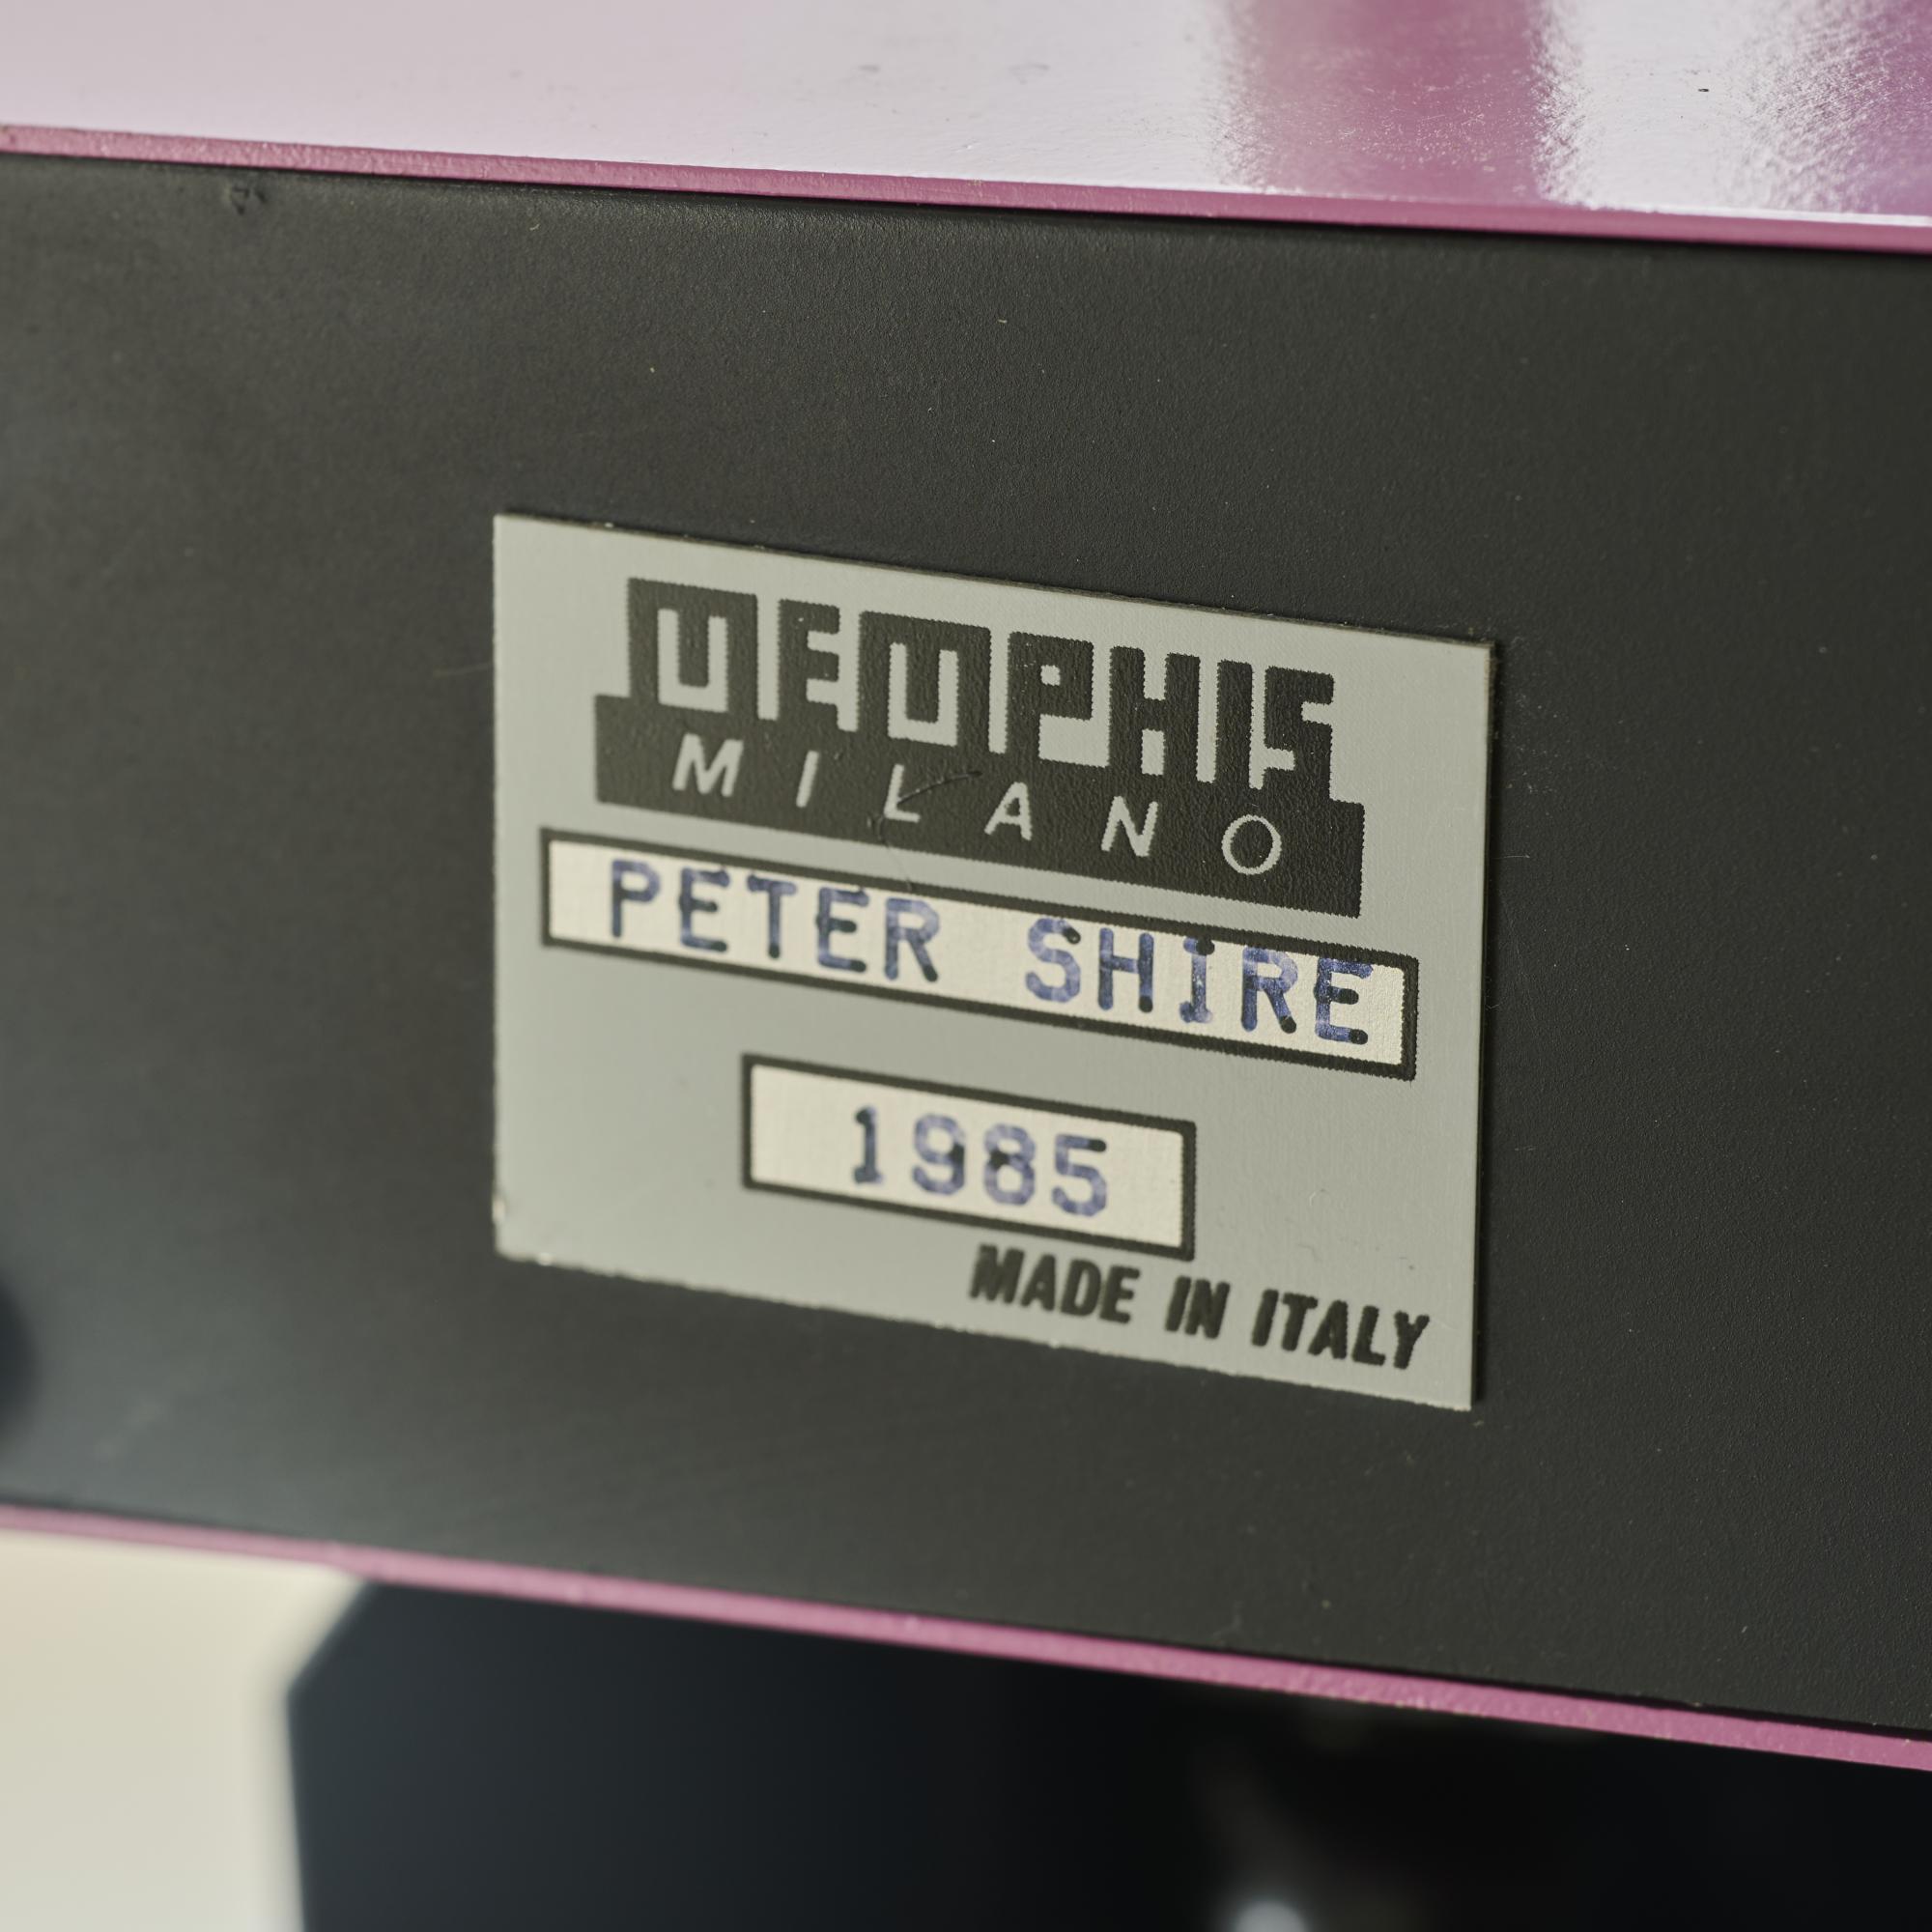 MEMPHIS
MILANO
PETER SHIRE
1985
MADE IN ITALY